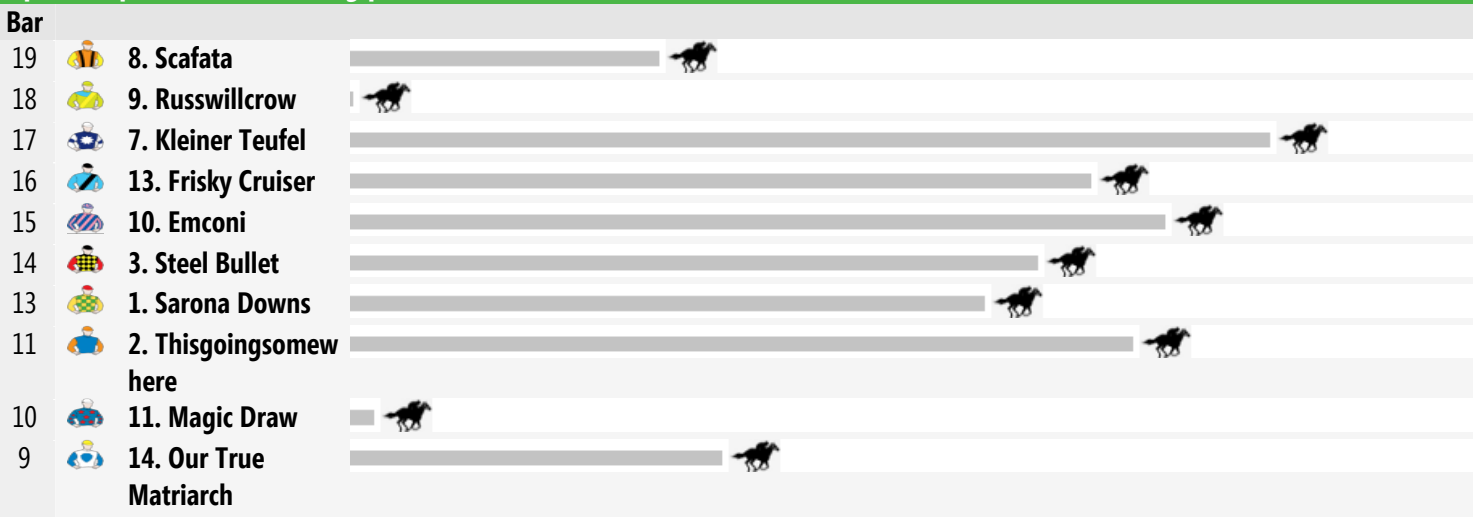 Bar
19 8. Scafata
18 9. Russwillcrow
17 7. Kleiner Teufel
16 13. Frisky Cruiser
15 10. Emconi
14 3. Steel Bullet
13 1. Sarona Downs
11 2. Thisgoingsomew
here
10 11. Magic Draw
9 14. Our True
Matriarch